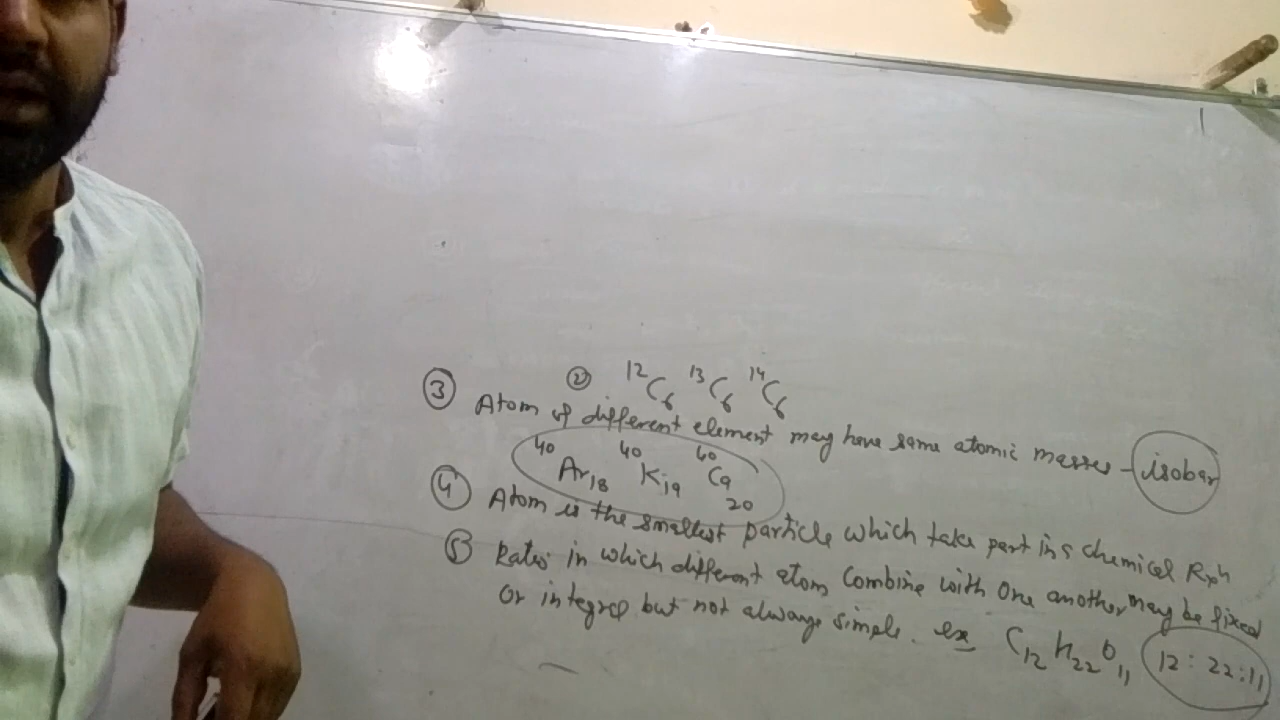 ② ¹²C₆ ¹³C₆ ¹⁴C₆
③ Atom of different element may have same atomic masses - isobar
⁴⁰Ar₁₈ ⁴⁰K₁₉ ⁴⁰Ca₂₀
④ Atom is the smallest particle which take part in a chemical Rxn
⑤ Ratio in which different atom combine with one another may be fixed
or integral but not always simple. ex C₁₂H₂₂O₁₁ 12:22:11